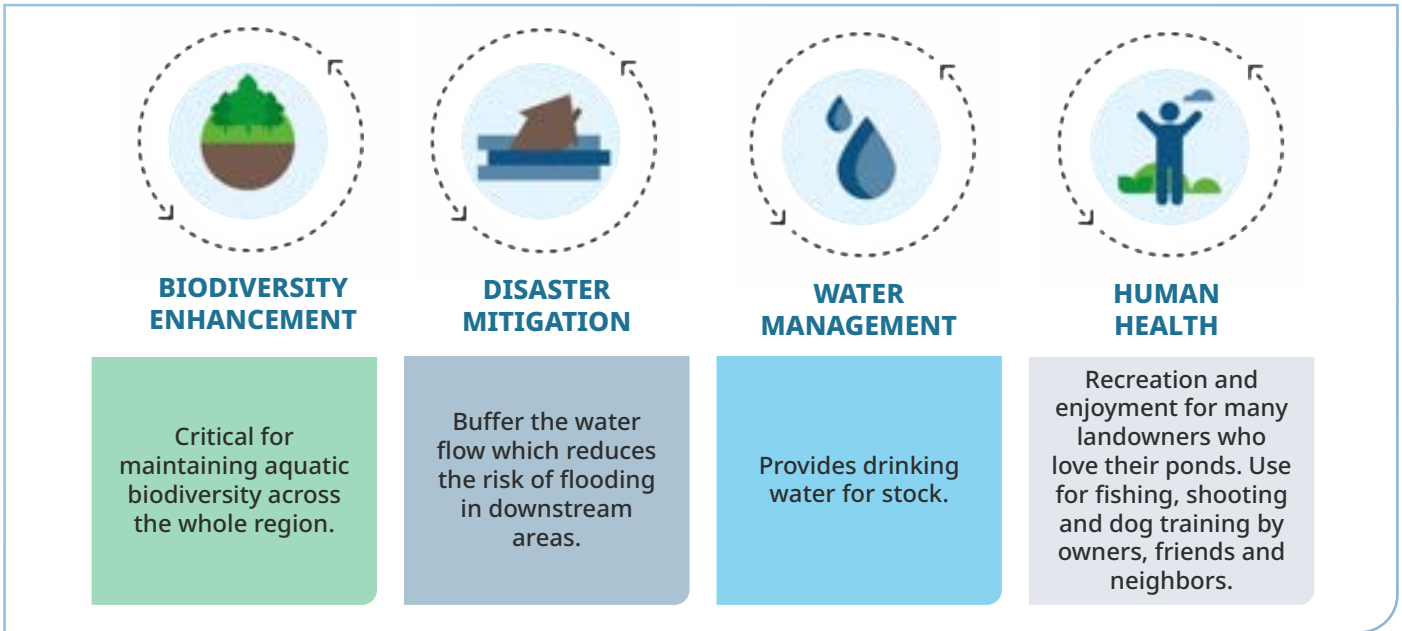 BIODIVERSITY
ENHANCEMENT
Critical for
maintaining aquatic
biodiversity across
the whole region.
DISASTER
MITIGATION
Buffer the water
flow which reduces
the risk of flooding
in downstream
areas.
WATER
MANAGEMENT
Provides drinking
water for stock.
HUMAN
HEALTH
Recreation and
enjoyment for many
landowners who
love their ponds. Use
for fishing, shooting
and dog training by
owners, friends and
neighbors.